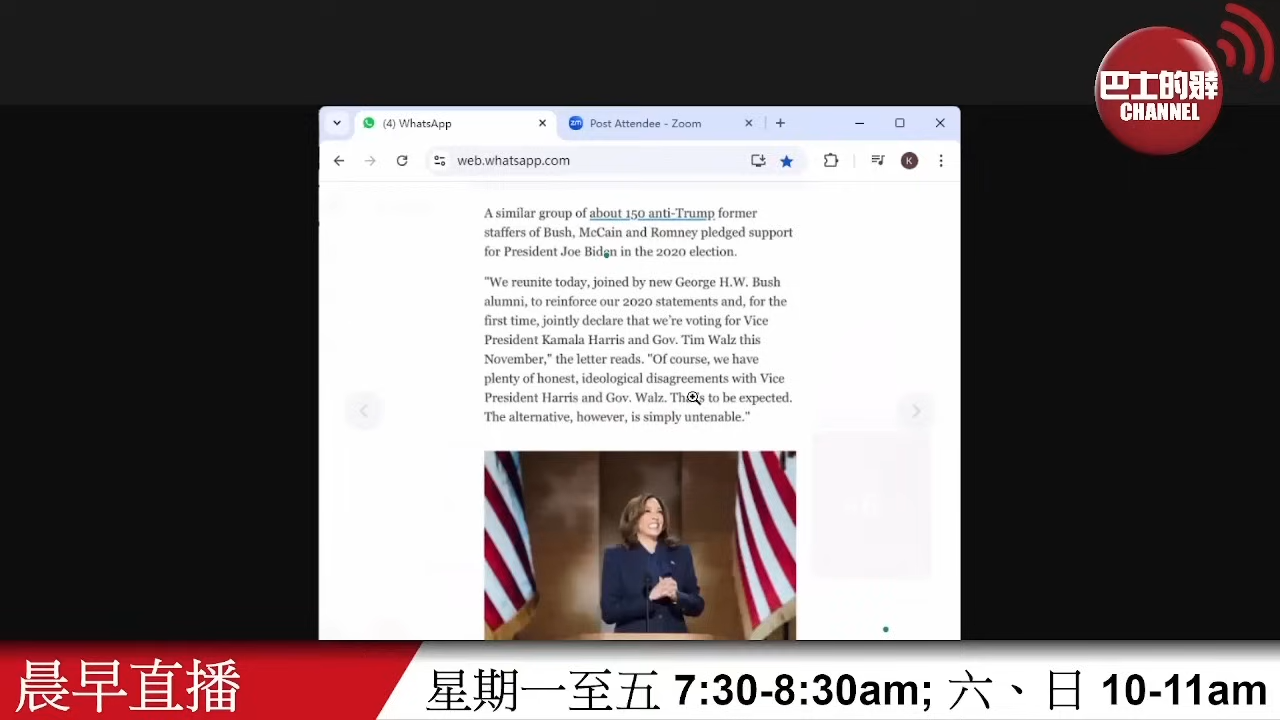 巴士的報
CHANNEL
(4) WhatsApp
zm
Post Attendee - Zoom
web.whatsapp.com
K
A similar group of about 150 anti-Trump former
staffers of Bush, McCain and Romney pledged support
for President Joe Biden in the 2020 election.
"We reunite today, joined by new George H.W. Bush
alumni, to reinforce our 2020 statements and, for the
first time, jointly declare that we're voting for Vice
President Kamala Harris and Gov. Tim Walz this
November," the letter reads. "Of course, we have
plenty of honest, ideological disagreements with Vice
President Harris and Gov. Walz. That's to be expected.
The alternative, however, is simply untenable."
晨早直播
星期一至五 7:30-8:30am; 六、日 10-11am